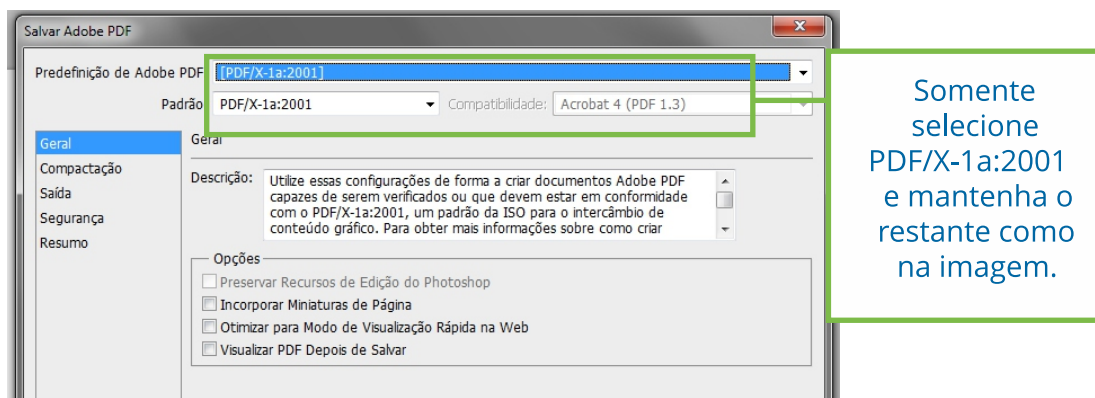 Salvar Adobe PDF
Predefinição de Adobe PDF: [PDF/X-1a:2001]
Padrão: PDF/X-1a:2001 Compatibilidade: Acrobat 4 (PDF 1.3)
Geral
Compactação
Saída
Segurança
Resumo
Geral
Descrição: Utilize essas configurações de forma a criar documentos Adobe PDF
capazes de serem verificados ou que devem estar em conformidade
com o PDF/X-1a:2001, um padrão da ISO para o intercâmbio de
conteúdo gráfico. Para obter mais informações sobre como criar
Opções
Preservar Recursos de Edição do Photoshop
Incorporar Miniaturas de Página
Otimizar para Modo de Visualização Rápida na Web
Visualizar PDF Depois de Salvar
Somente
selecione
PDF/X-1a:2001
e mantenha o
restante como
na imagem.